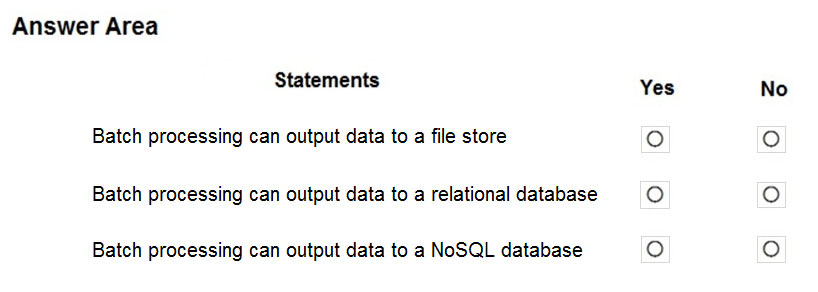 Answer Area
Statements
Yes
No
Batch processing can output data to a file store
Batch processing can output data to a relational database
Batch processing can output data to a NoSQL database